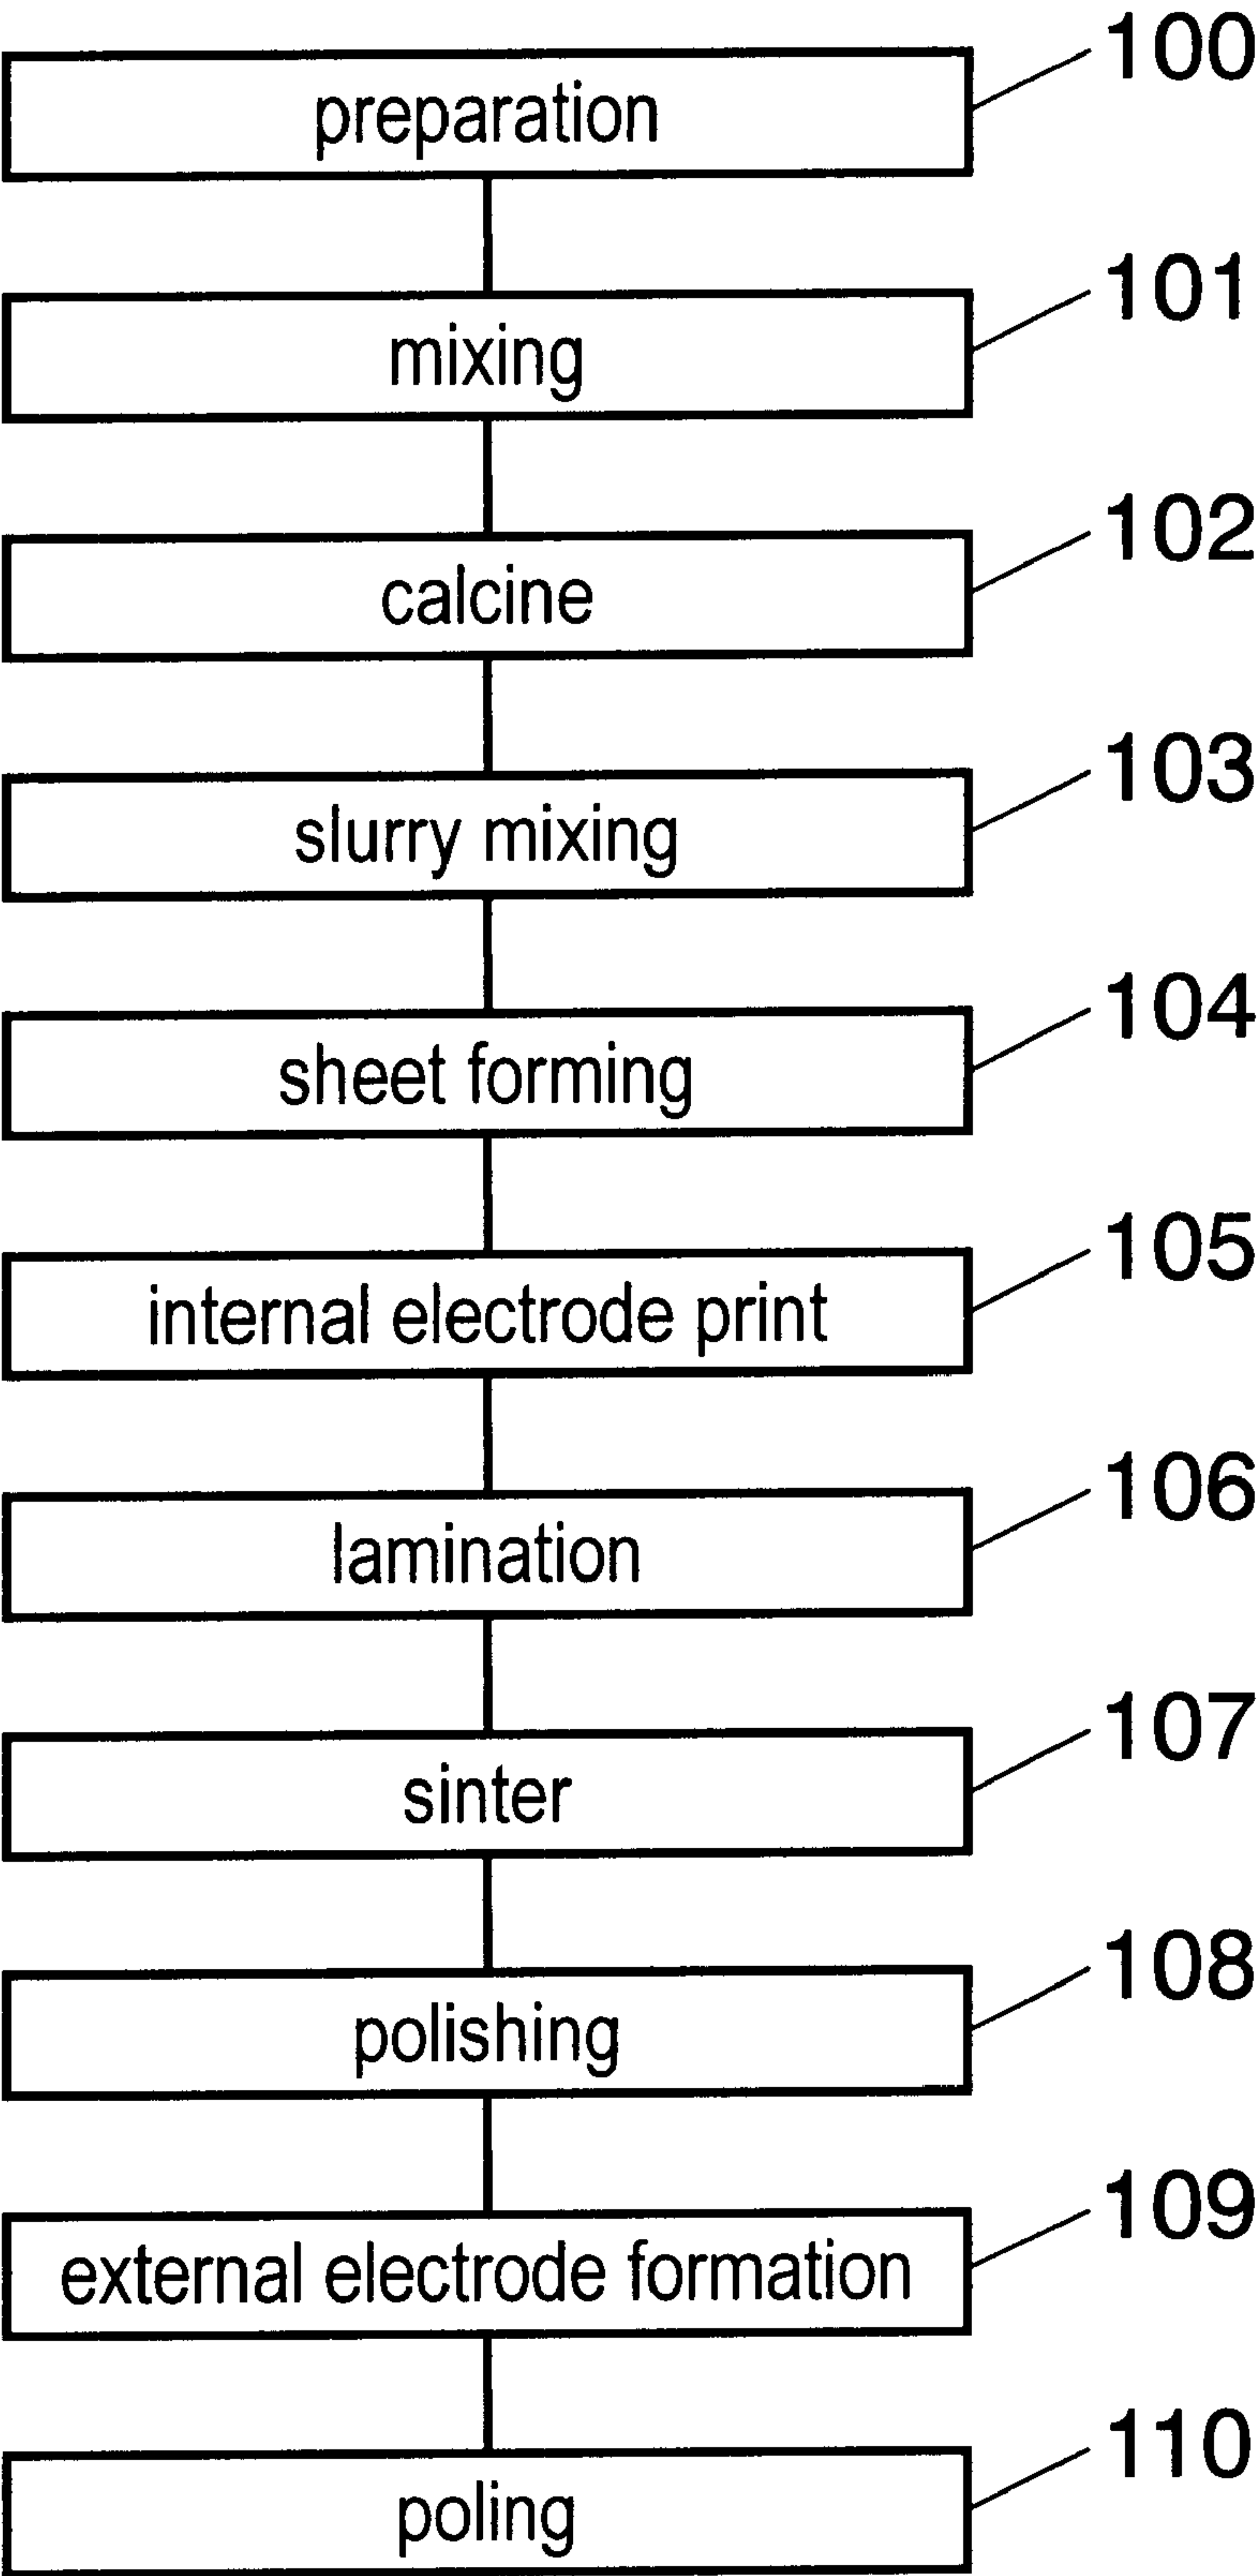 preparation 100
mixing 101
calcine 102
slurry mixing 103
sheet forming 104
internal electrode print 105
lamination 106
sinter 107
polishing 108
external electrode formation 109
poling 110